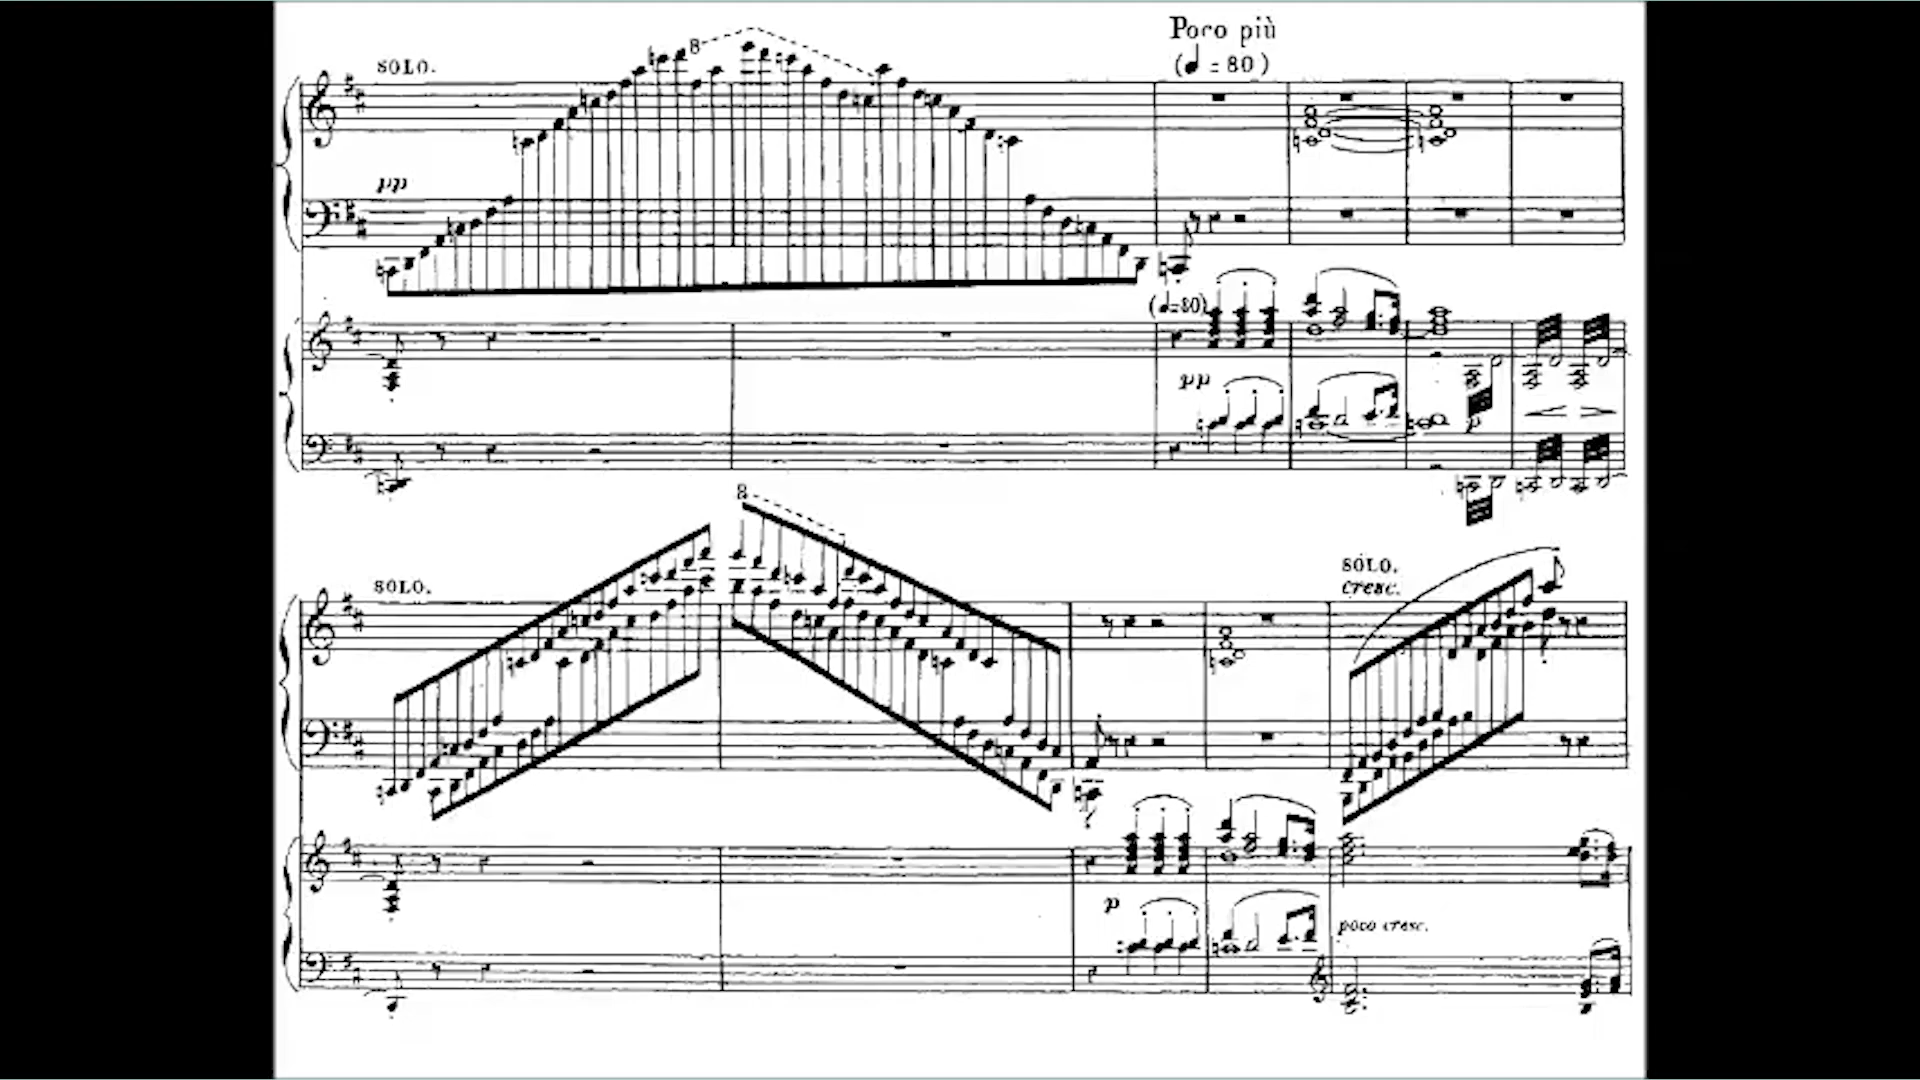 Poco più
(♩ = 80)
SOLO.
8
pp
(♩=80)
pp
p
8
SOLO.
SOLO.
cresc.
p
poco cresc.